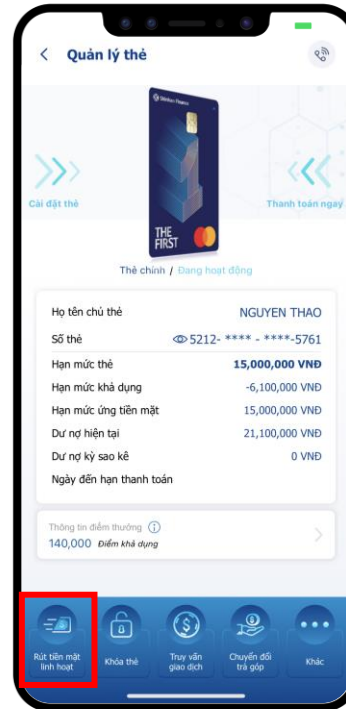 Quản lý thẻ
Shinhan Finance
Cài đặt thẻ
Thanh toán ngay
THE
FIRST
Thẻ chính / Đang hoạt động
Họ tên chủ thẻ NGUYEN THAO
Số thẻ 5212- **** - ****-5761
Hạn mức thẻ 15,000,000 VNĐ
Hạn mức khả dụng -6,100,000 VNĐ
Hạn mức ứng tiền mặt 15,000,000 VNĐ
Dư nợ hiện tại 21,100,000 VNĐ
Dư nợ kỳ sao kê 0 VNĐ
Ngày đến hạn thanh toán
Thông tin điểm thưởng
140,000 Điểm khả dụng
Rút tiền mặt
linh hoạt
Khóa thẻ
Truy vấn
giao dịch
Chuyển đổi
trả góp
Khác